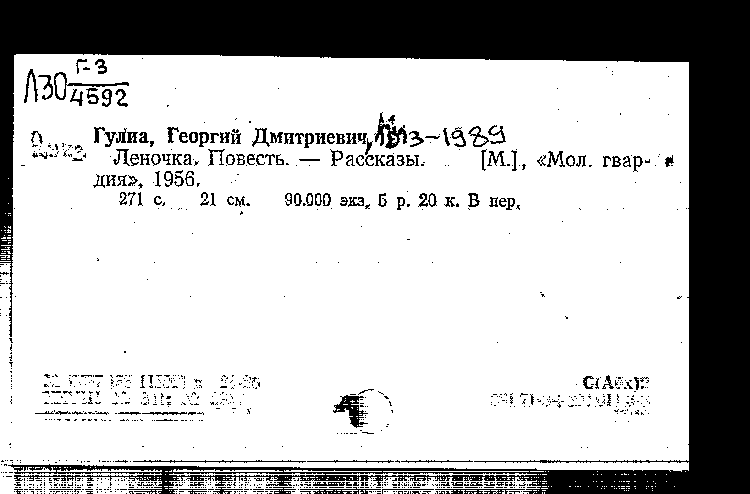 Г-3
Л30 4592
Гулиа, Георгий Дмитриевич, 1913-1989
Леночка. Повесть. — Рассказы. [М.], «Мол. гвар-
дия», 1956.
271 с. 21 см. 90.000 экз. 5 р. 20 к. В пер.
С(Абх)2